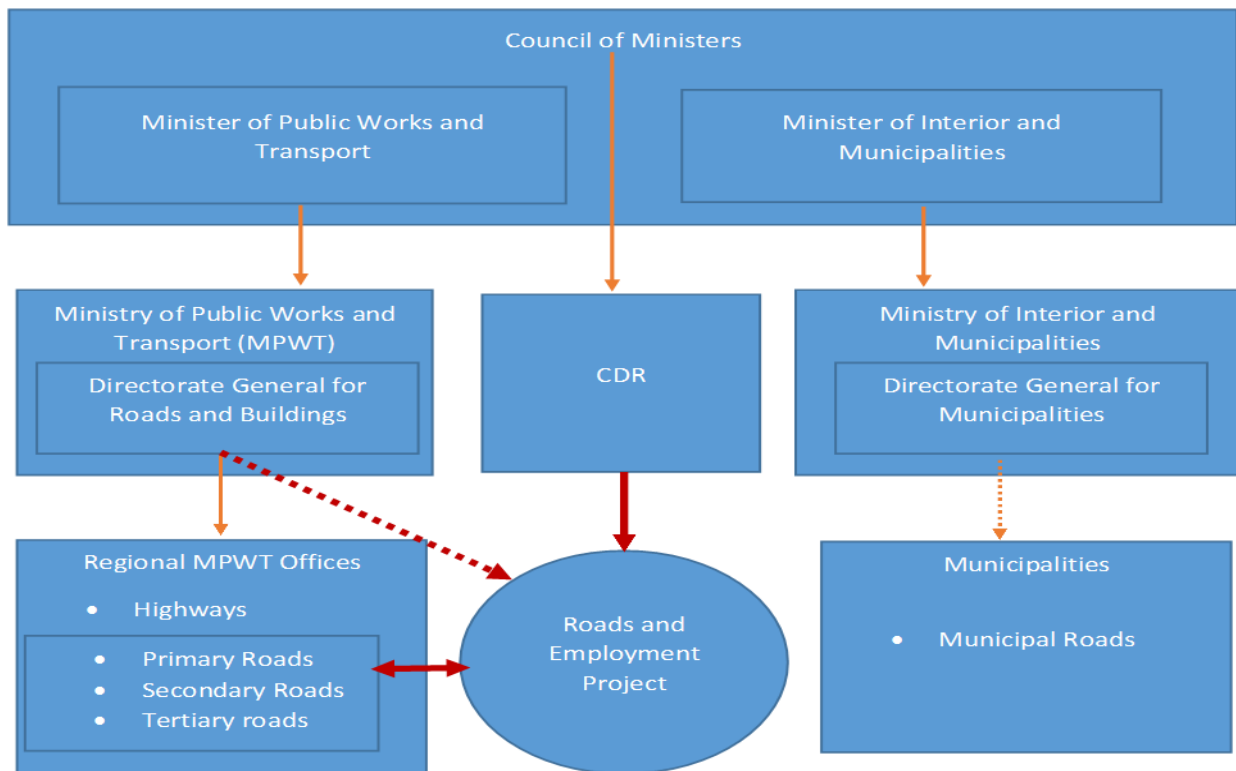 Council of Ministers
Minister of Public Works and
Transport
Minister of Interior and
Municipalities
Ministry of Public Works and
Transport (MPWT)
Directorate General for
Roads and Buildings
CDR
Ministry of Interior and
Municipalities
Directorate General for
Municipalities
Regional MPWT Offices
• Highways
• Primary Roads
• Secondary Roads
• Tertiary roads
Roads and
Employment
Project
Municipalities
• Municipal Roads